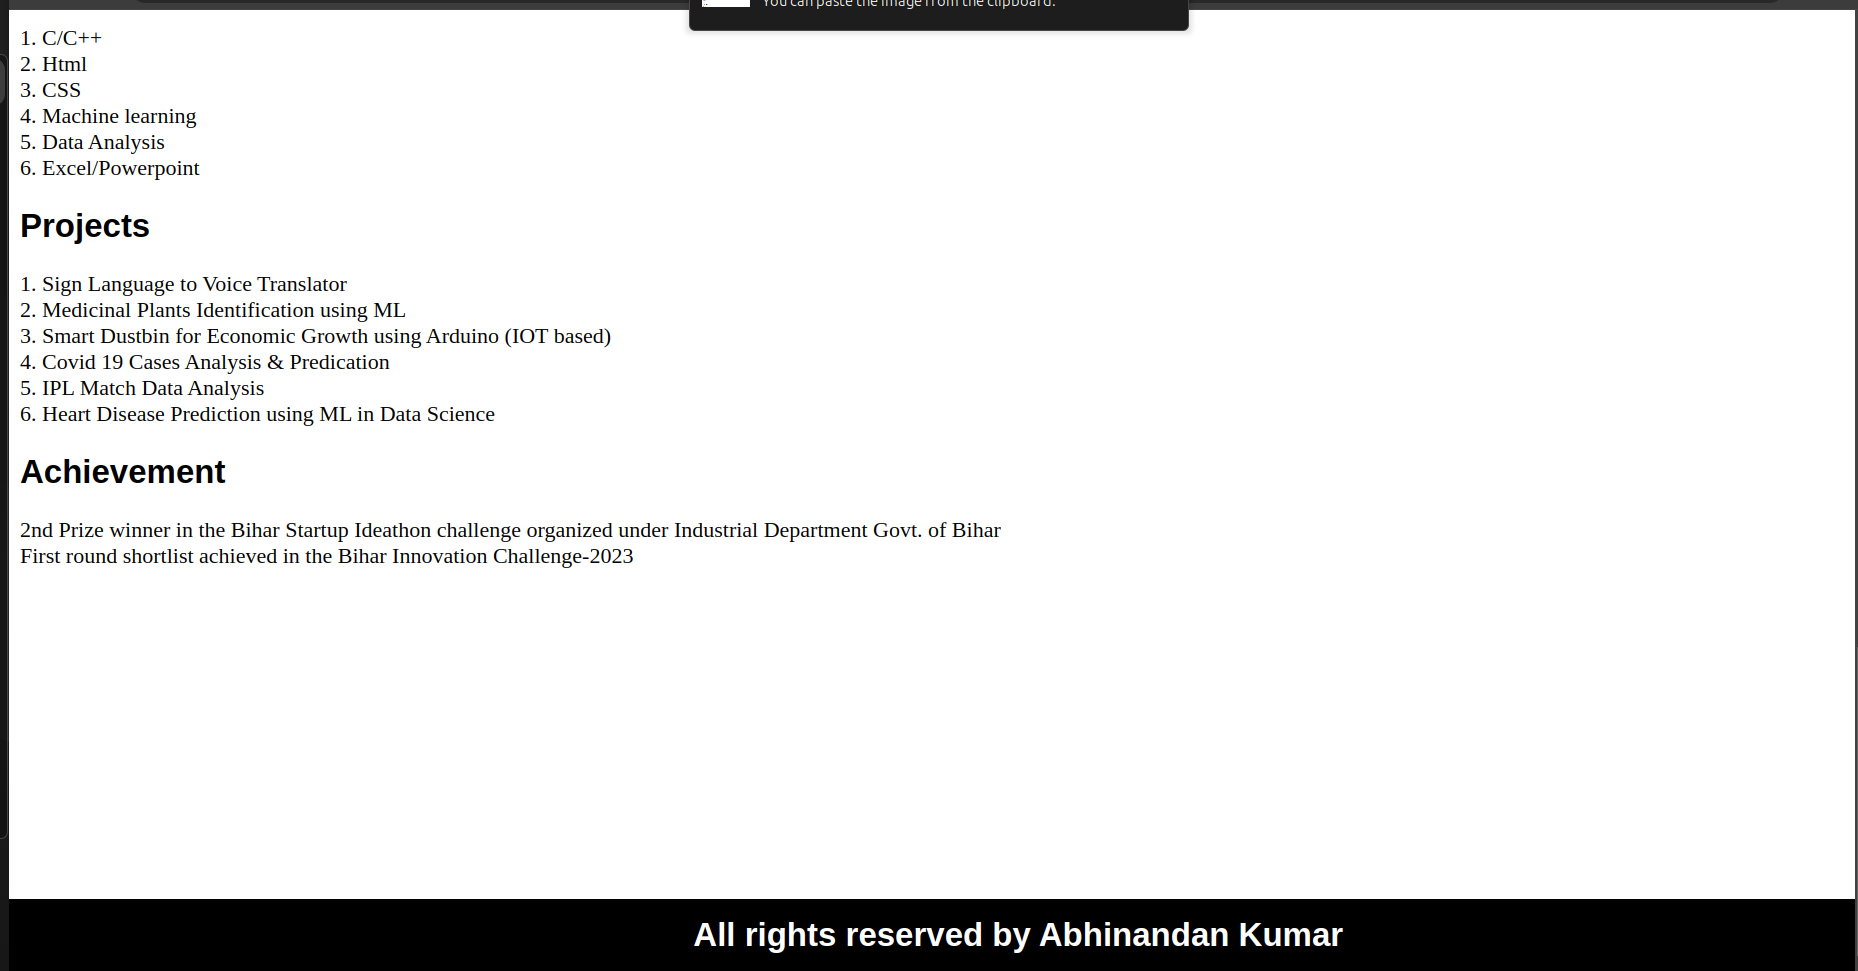 You can paste the image from the clipboard.
1. C/C++
2. Html
3. CSS
4. Machine learning
5. Data Analysis
6. Excel/Powerpoint
Projects
1. Sign Language to Voice Translator
2. Medicinal Plants Identification using ML
3. Smart Dustbin for Economic Growth using Arduino (IOT based)
4. Covid 19 Cases Analysis & Predication
5. IPL Match Data Analysis
6. Heart Disease Prediction using ML in Data Science
Achievement
2nd Prize winner in the Bihar Startup Ideathon challenge organized under Industrial Department Govt. of Bihar
First round shortlist achieved in the Bihar Innovation Challenge-2023
All rights reserved by Abhinandan Kumar